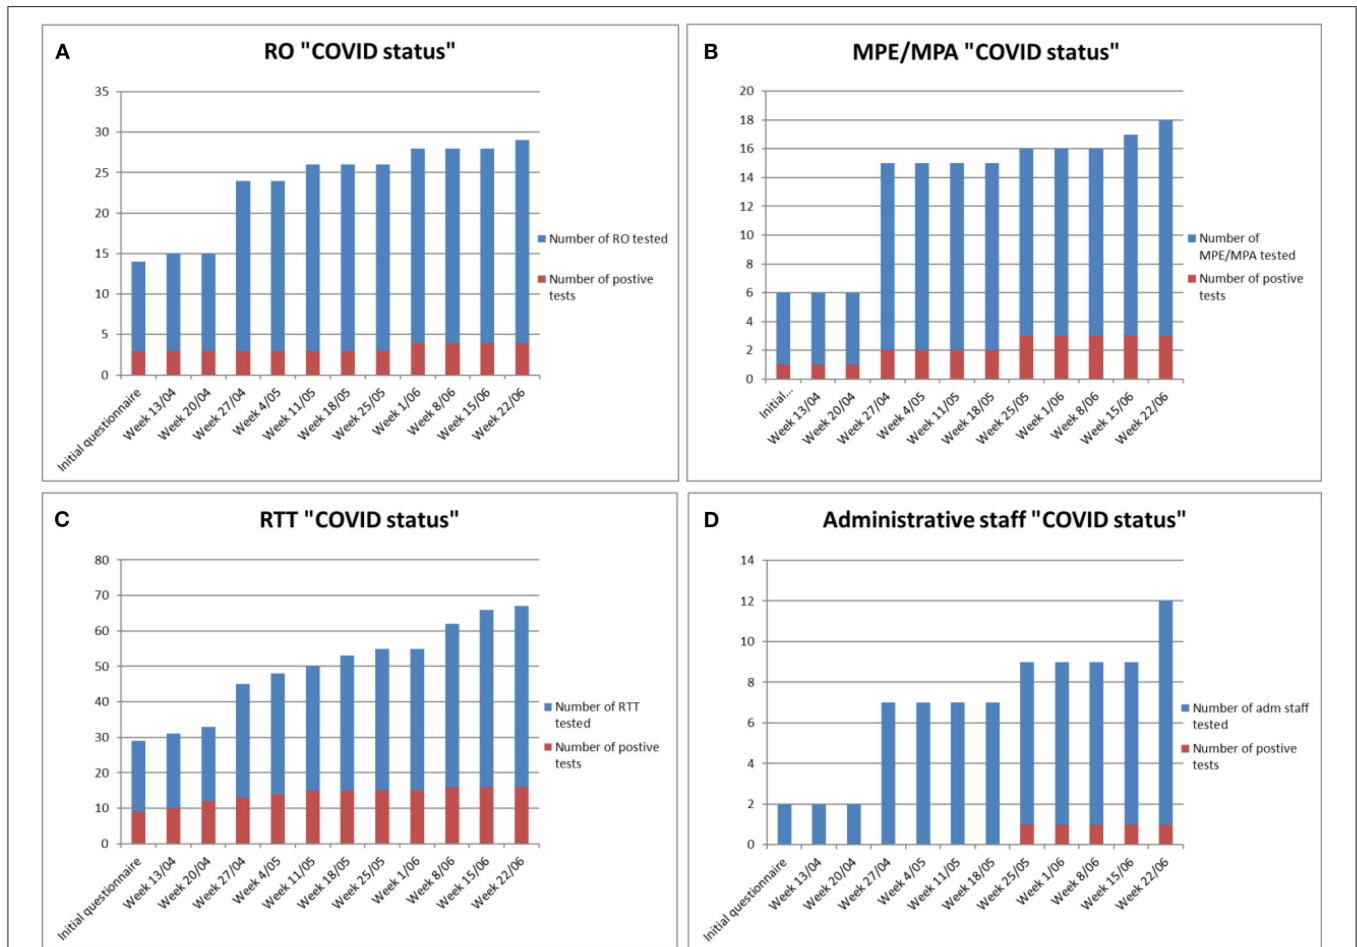 A
RO "COVID status"
35
30
25
20
15
10
5
0
Initial questionnaire
Week 13/04
Week 20/04
Week 27/04
Week 4/05
Week 11/05
Week 18/05
Week 25/05
Week 1/06
Week 8/06
Week 15/06
Week 22/06
Number of RO tested
Number of postive
tests
B
MPE/MPA "COVID status"
20
18
16
14
12
10
8
6
4
2
0
Initial...
Week 13/04
Week 20/04
Week 27/04
Week 4/05
Week 11/05
Week 18/05
Week 25/05
Week 1/06
Week 8/06
Week 15/06
Week 22/06
Number of
MPE/MPA tested
Number of postive
tests
C
RTT "COVID status"
80
70
60
50
40
30
20
10
0
Initial questionnaire
Week 13/04
Week 20/04
Week 27/04
Week 4/05
Week 11/05
Week 18/05
Week 25/05
Week 1/06
Week 8/06
Week 15/06
Week 22/06
Number of RTT
tested
Number of postive
tests
D
Administrative staff "COVID status"
14
12
10
8
6
4
2
0
Initial questionnaire
Week 13/04
Week 20/04
Week 27/04
Week 4/05
Week 11/05
Week 18/05
Week 25/05
Week 1/06
Week 8/06
Week 15/06
Week 22/06
Number of adm staff
tested
Number of postive
tests